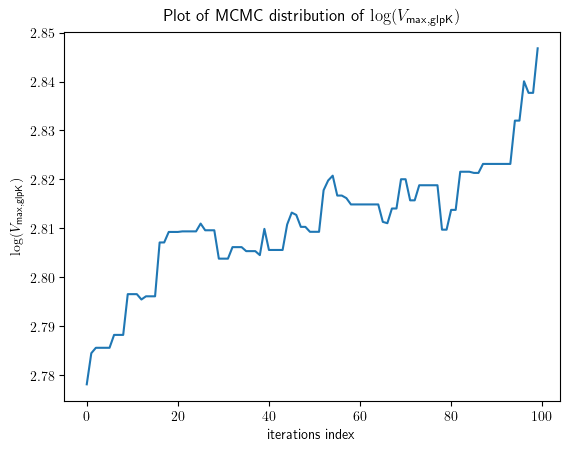 Plot of MCMC distribution of log(V_max,glpK)
2.85
2.84
2.83
2.82
2.81
2.80
2.79
2.78
log(V_max,glpK)
0 20 40 60 80 100
iterations index